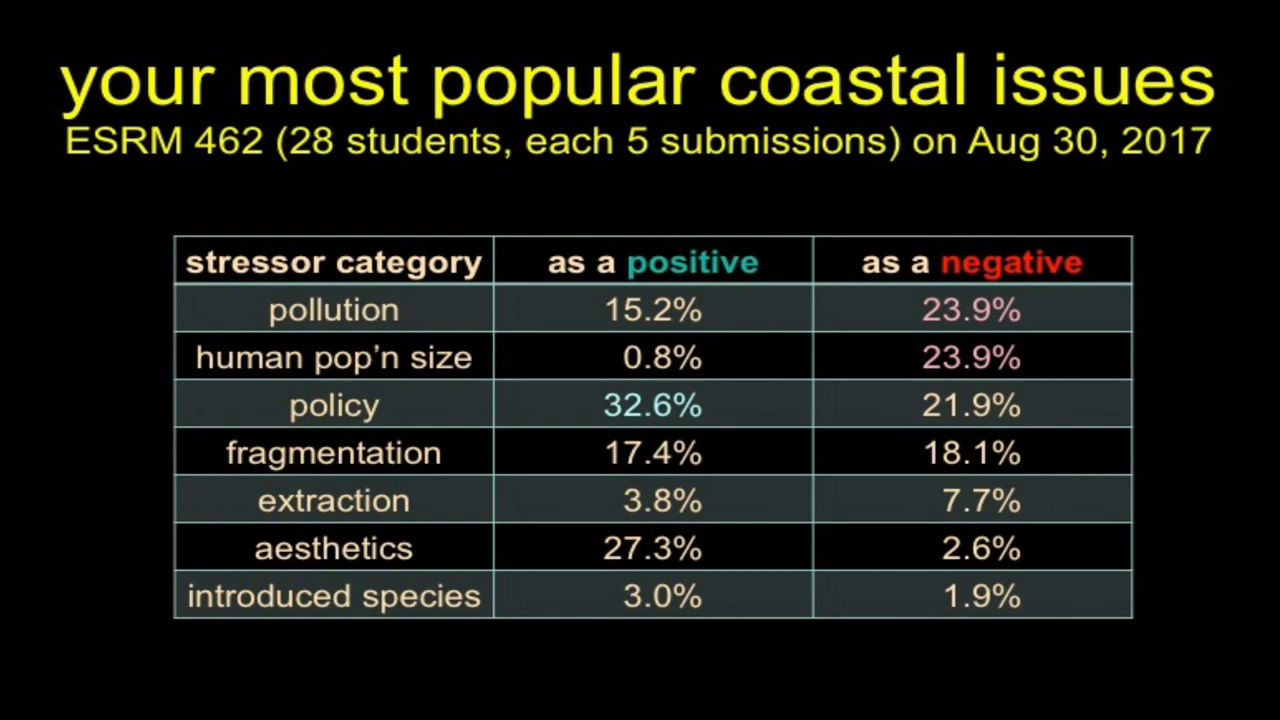 your most popular coastal issues
ESRM 462 (28 students, each 5 submissions) on Aug 30, 2017
stressor category as a positive as a negative
pollution 15.2% 23.9%
human pop’n size 0.8% 23.9%
policy 32.6% 21.9%
fragmentation 17.4% 18.1%
extraction 3.8% 7.7%
aesthetics 27.3% 2.6%
introduced species 3.0% 1.9%